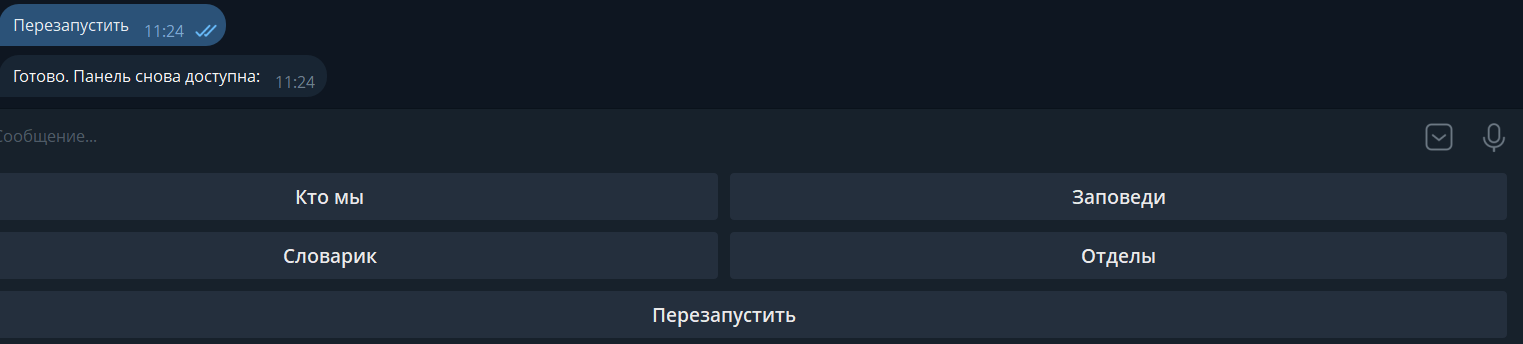 Перезапустить 11:24
Готово. Панель снова доступна: 11:24
Сообщение...
Кто мы
Заповеди
Словарик
Отделы
Перезапустить